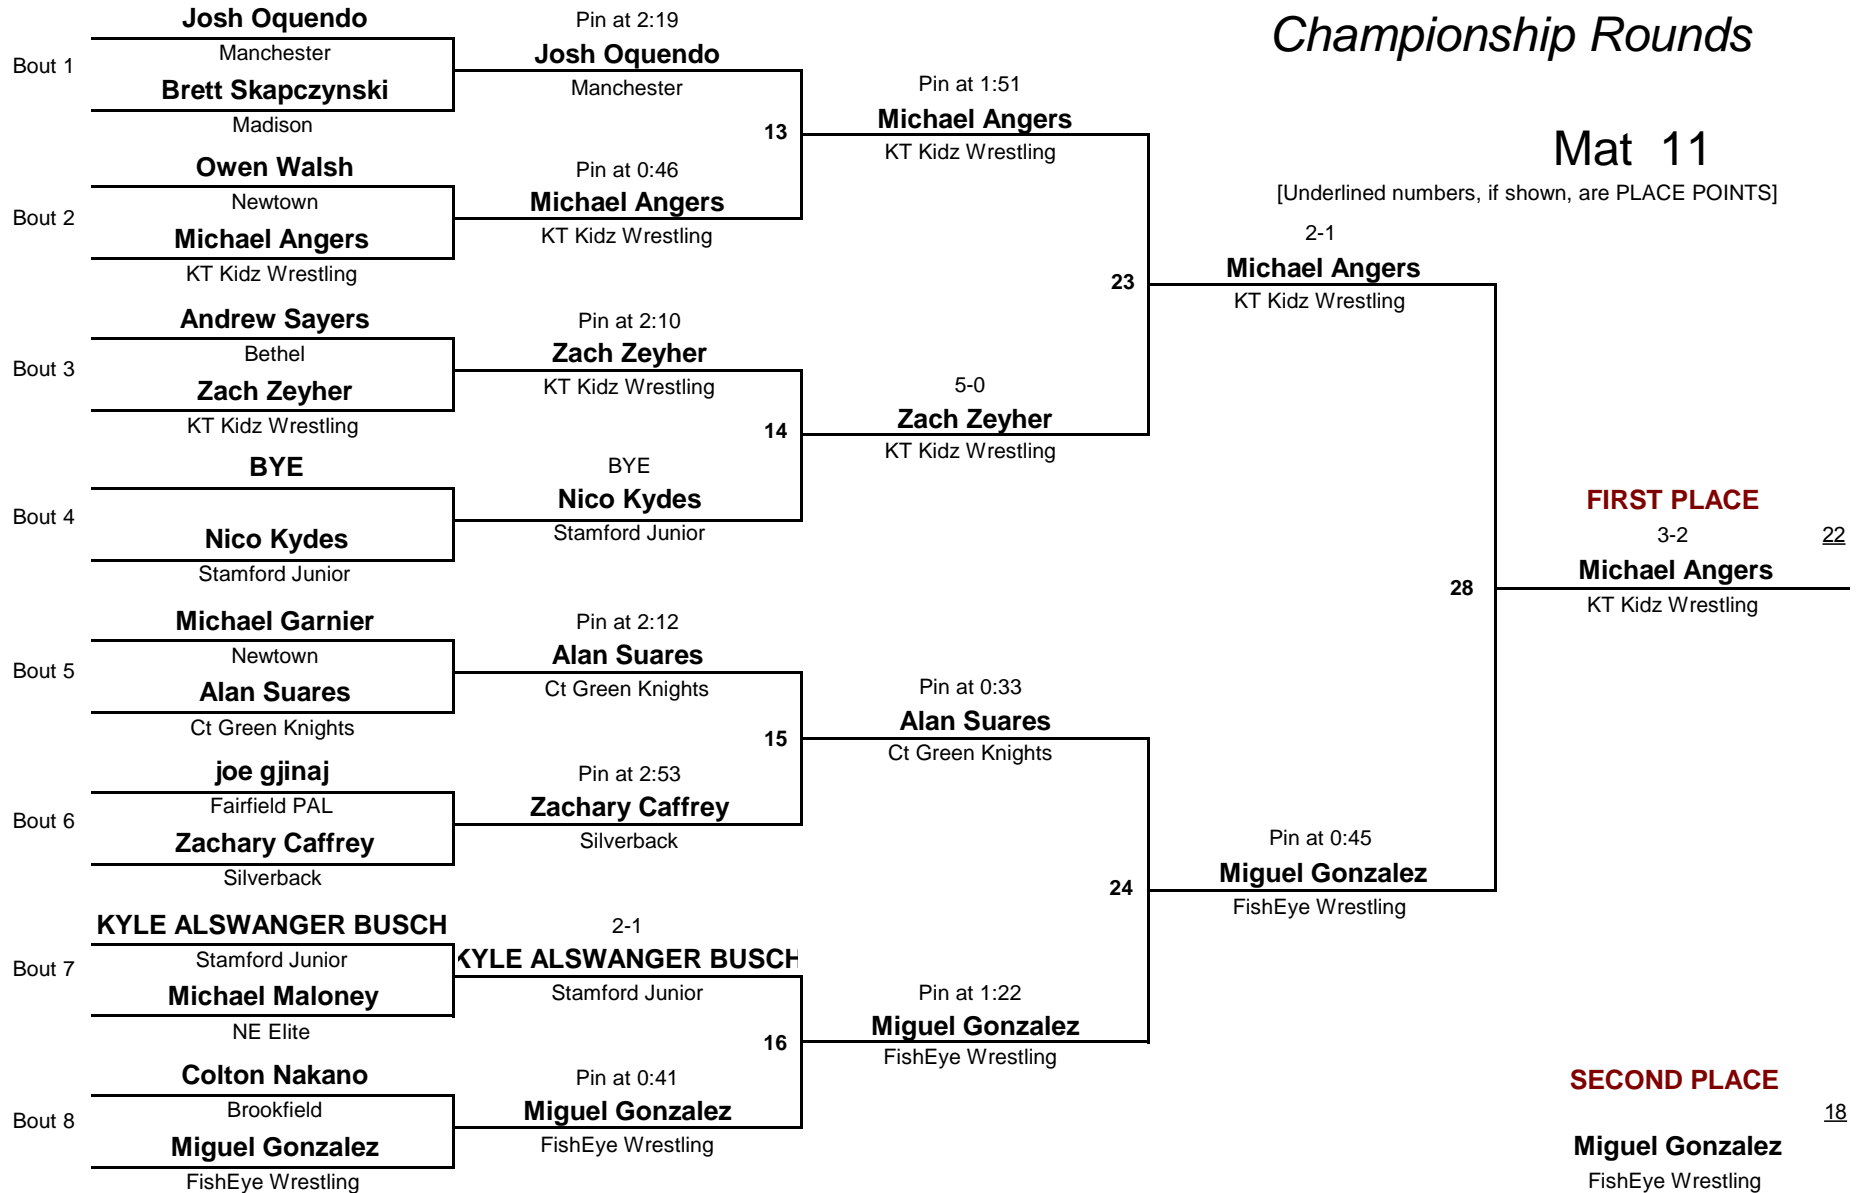 Championship Rounds
Mat 11
[Underlined numbers, if shown, are PLACE POINTS]
Bout 1
Josh Oquendo
Manchester
Brett Skapczynski
Madison
Bout 2
Owen Walsh
Newtown
Michael Angers
KT Kidz Wrestling
Bout 3
Andrew Sayers
Bethel
Zach Zeyher
KT Kidz Wrestling
Bout 4
BYE
Nico Kydes
Stamford Junior
Bout 5
Michael Garnier
Newtown
Alan Suares
Ct Green Knights
Bout 6
joe gjinaj
Fairfield PAL
Zachary Caffrey
Silverback
Bout 7
KYLE ALSWANGER BUSCH
Stamford Junior
Michael Maloney
NE Elite
Bout 8
Colton Nakano
Brookfield
Miguel Gonzalez
FishEye Wrestling
Pin at 2:19
Josh Oquendo
Manchester
13
Pin at 0:46
Michael Angers
KT Kidz Wrestling
Pin at 2:10
Zach Zeyher
KT Kidz Wrestling
14
BYE
Nico Kydes
Stamford Junior
Pin at 2:12
Alan Suares
Ct Green Knights
15
Pin at 2:53
Zachary Caffrey
Silverback
2-1
KYLE ALSWANGER BUSCH
Stamford Junior
16
Pin at 0:41
Miguel Gonzalez
FishEye Wrestling
Pin at 1:51
Michael Angers
KT Kidz Wrestling
23
5-0
Zach Zeyher
KT Kidz Wrestling
Pin at 0:33
Alan Suares
Ct Green Knights
24
Pin at 1:22
Miguel Gonzalez
FishEye Wrestling
2-1
Michael Angers
KT Kidz Wrestling
28
Pin at 0:45
Miguel Gonzalez
FishEye Wrestling
FIRST PLACE
3-2
22
Michael Angers
KT Kidz Wrestling
SECOND PLACE
18
Miguel Gonzalez
FishEye Wrestling